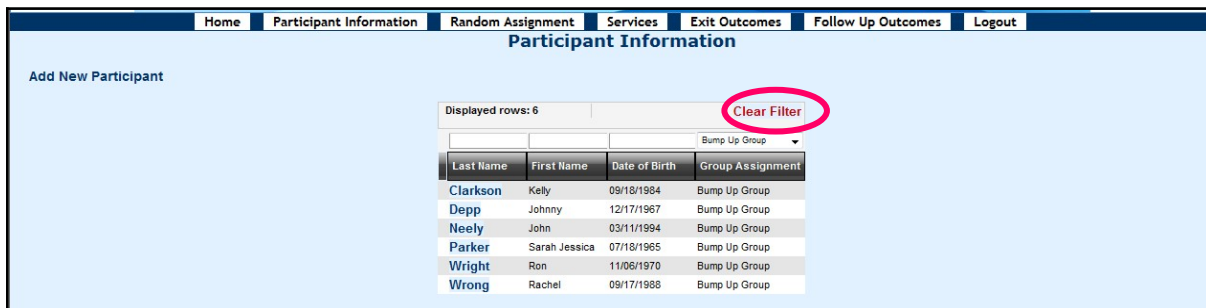 Home Participant Information Random Assignment Services Exit Outcomes Follow Up Outcomes Logout
Participant Information
Add New Participant
Displayed rows: 6 Clear Filter
Bump Up Group
Last Name First Name Date of Birth Group Assignment
Clarkson Kelly 09/18/1984 Bump Up Group
Depp Johnny 12/17/1967 Bump Up Group
Neely John 03/11/1994 Bump Up Group
Parker Sarah Jessica 07/18/1965 Bump Up Group
Wright Ron 11/06/1970 Bump Up Group
Wrong Rachel 09/17/1988 Bump Up Group